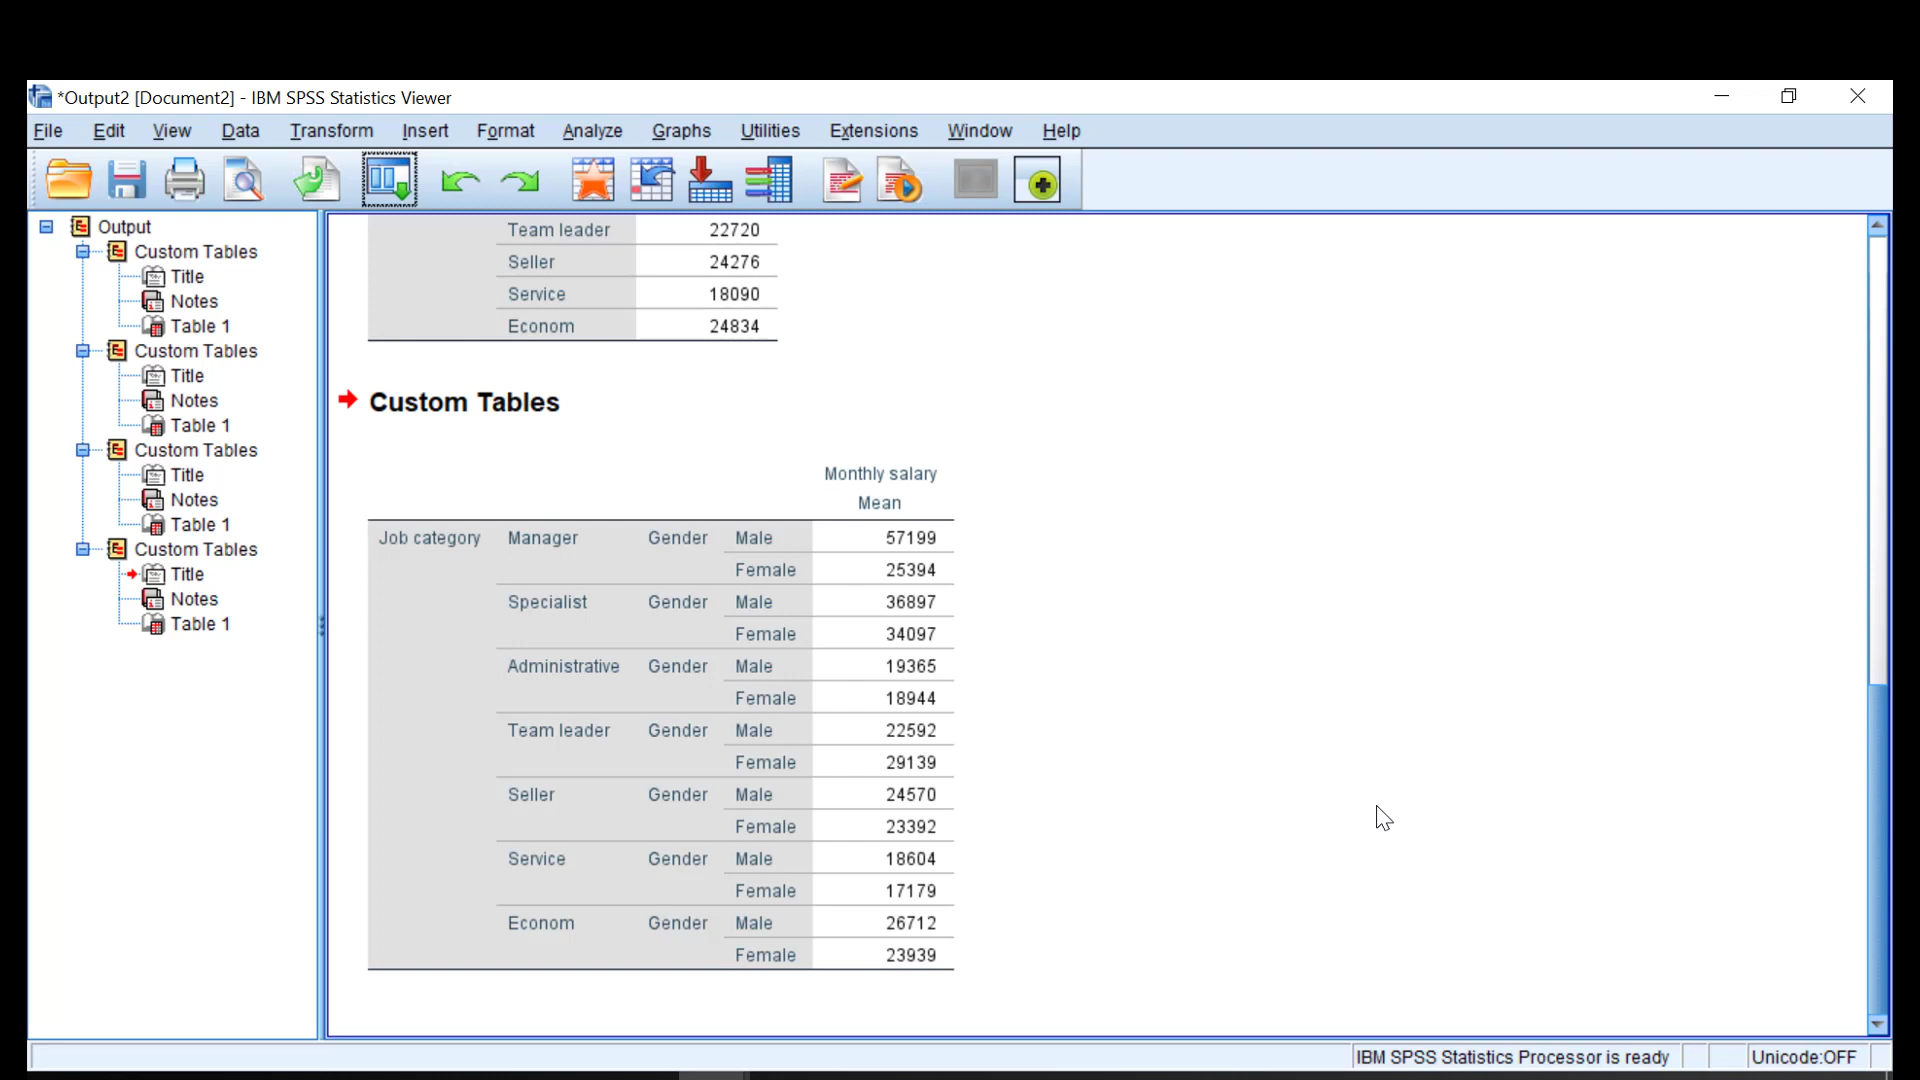 *Output2 [Document2] - IBM SPSS Statistics Viewer
File Edit View Data Transform Insert Format Analyze Graphs Utilities Extensions Window Help
Output
Custom Tables
Title
Notes
Table 1
Custom Tables
Title
Notes
Table 1
Custom Tables
Title
Notes
Table 1
Custom Tables
Title
Notes
Table 1
Team leader 22720
Seller 24276
Service 18090
Econom 24834
Custom Tables
Monthly salary
Mean
Job category Manager Gender Male 57199
Female 25394
Specialist Gender Male 36897
Female 34097
Administrative Gender Male 19365
Female 18944
Team leader Gender Male 22592
Female 29139
Seller Gender Male 24570
Female 23392
Service Gender Male 18604
Female 17179
Econom Gender Male 26712
Female 23939
IBM SPSS Statistics Processor is ready Unicode:OFF